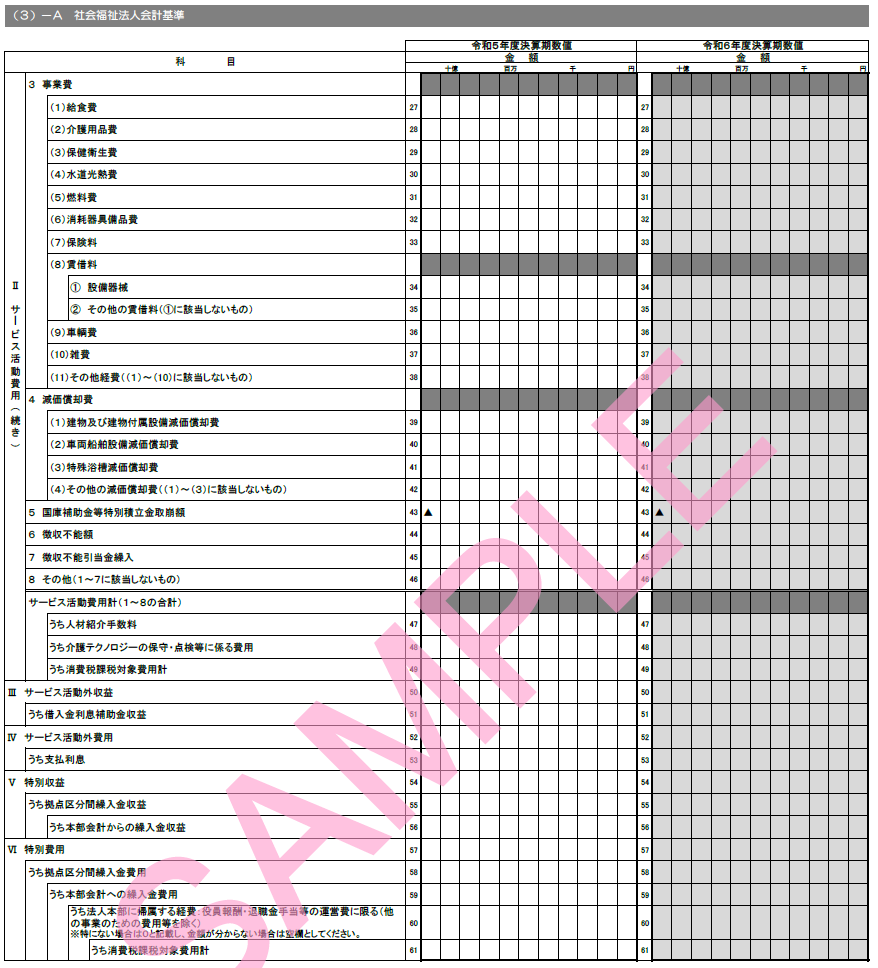 （3）－A　社会福祉法人会計基準
科　　目
令和5年度決算期数値　令和6年度決算期数値
金　額　金　額
十億　百万　千　円　十億　百万　千　円
Ⅱ　サービス活動費用（続き）
3　事業費
(1)給食費　27　27
(2)介護用品費　28　28
(3)保健衛生費　29　29
(4)水道光熱費　30　30
(5)燃料費　31　31
(6)消耗器具備品費　32　32
(7)保険料　33　33
(8)賃借料
①　設備器械　34　34
②　その他の賃借料(①に該当しないもの)　35　35
(9)車輌費　36　36
(10)雑費　37　37
(11)その他経費((1)～(10)に該当しないもの)　38　38
4　減価償却費
(1)建物及び建物付属設備減価償却費　39　39
(2)車両船舶設備減価償却費　40　40
(3)特殊浴槽減価償却費　41　41
(4)その他の減価償却費((1)～(3)に該当しないもの)　42　42
5　国庫補助金等特別積立金取崩額　43　▲　43　▲
6　徴収不能額　44　44
7　徴収不能引当金繰入　45　45
8　その他(1～7に該当しないもの)　46　46
サービス活動費用計(1～8の合計)
うち人材紹介手数料　47　47
うち介護テクノロジーの保守・点検等に係る費用　48　48
うち消費税課税対象費用計　49　49
Ⅲ　サービス活動外収益　50　50
うち借入金利息補助金収益　51　51
Ⅳ　サービス活動外費用　52　52
うち支払利息　53　53
Ⅴ　特別収益　54　54
うち拠点区分間繰入金収益　55　55
うち本部会計からの繰入金収益　56　56
Ⅵ　特別費用　57　57
うち拠点区分間繰入金費用　58　58
うち本部会計への繰入金費用　59　59
うち法人本部に帰属する経費：役員報酬・退職金手当等の運営費に限る(他
の事業のための費用等を除く)　60　60
※特にない場合は0と記載し、金額が分からない場合は空欄としてください。
うち消費税課税対象費用計　61　61
SAMPLE